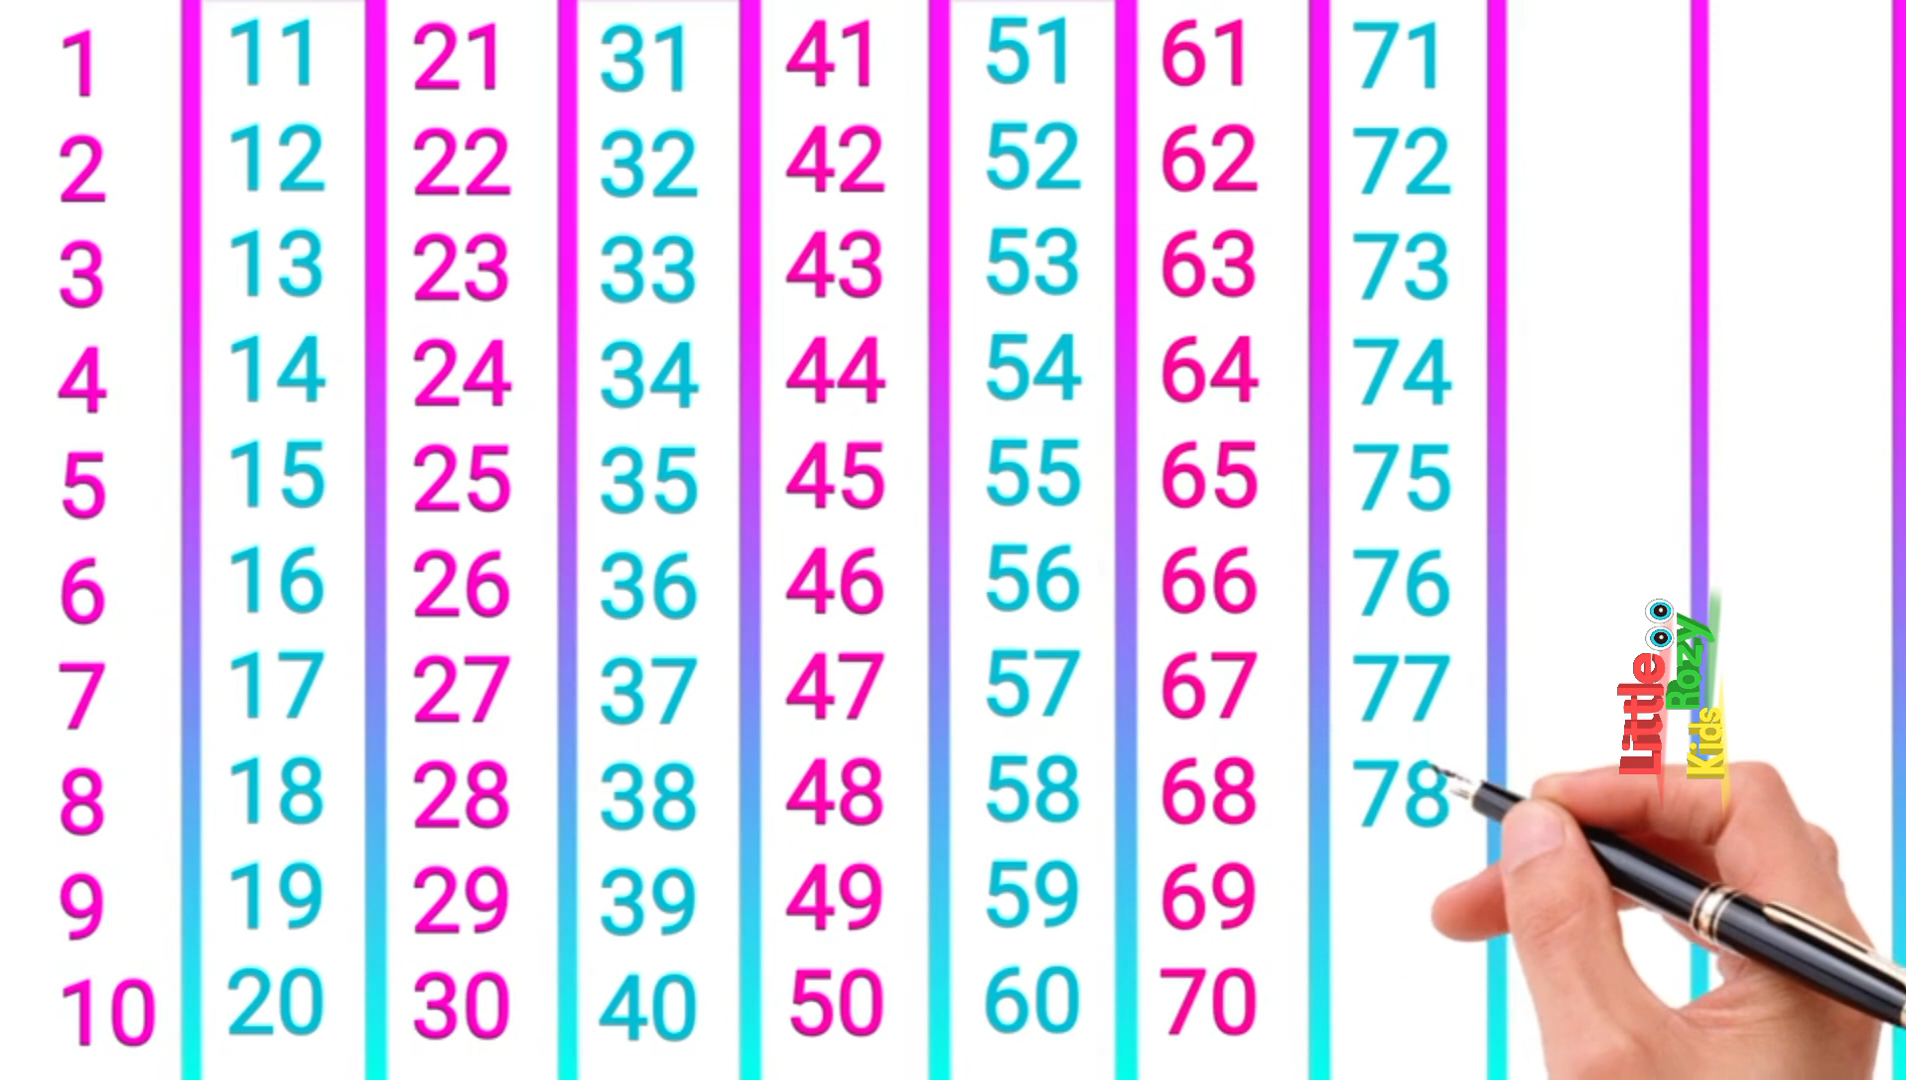 1 11 21 31 41 51 61 71
2 12 22 32 42 52 62 72
3 13 23 33 43 53 63 73
4 14 24 34 44 54 64 74
5 15 25 35 45 55 65 75
6 16 26 36 46 56 66 76
7 17 27 37 47 57 67 77
8 18 28 38 48 58 68 78
9 19 29 39 49 59 69
10 20 30 40 50 60 70
Little
Rozy
Kids